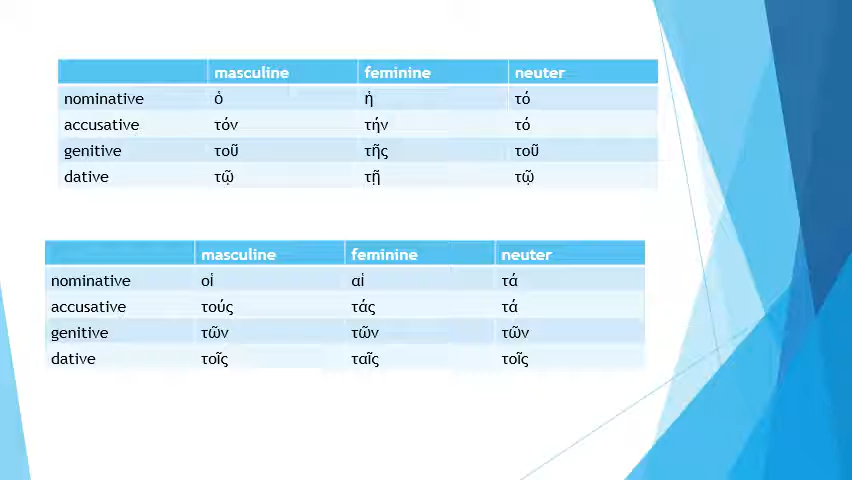 masculine feminine neuter
nominative ὁ ἡ τό
accusative τόν τήν τό
genitive τοῦ τῆς τοῦ
dative τῷ τῇ τῷ
masculine feminine neuter
nominative οἱ αἱ τά
accusative τούς τάς τά
genitive τῶν τῶν τῶν
dative τοῖς ταῖς τοῖς